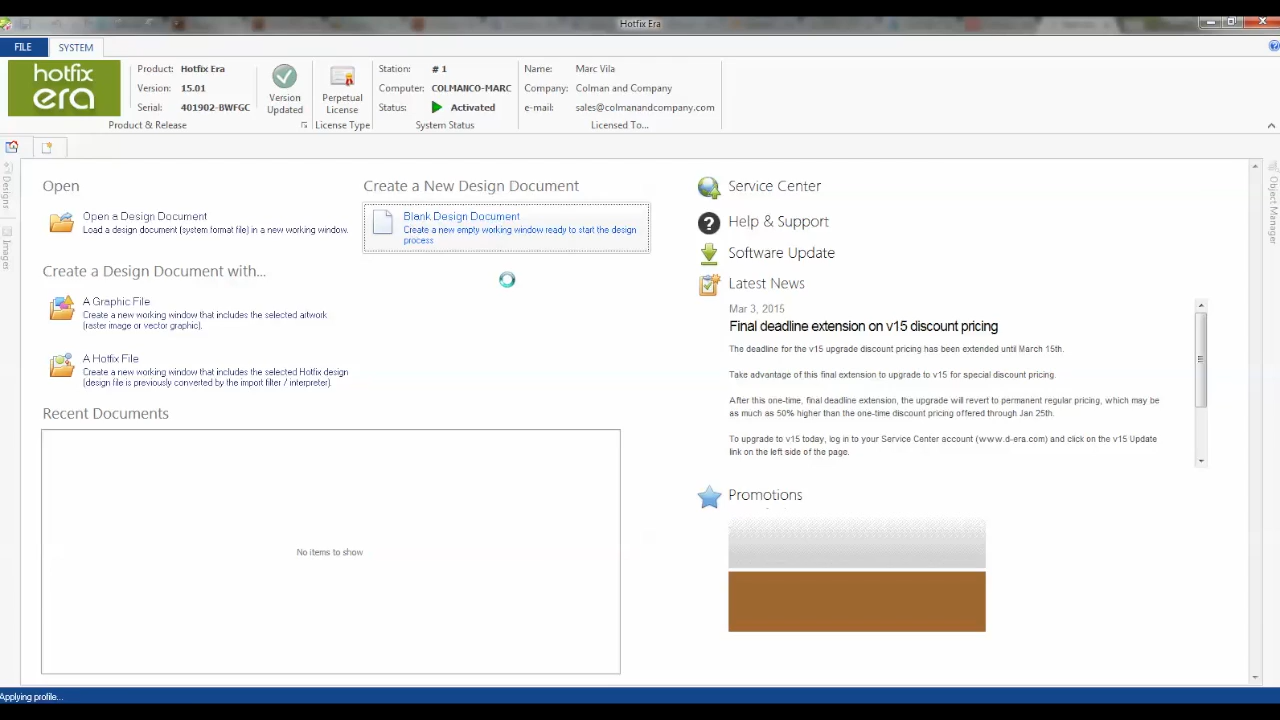 Hotfix Era
FILE
SYSTEM
hotfix
era
Product: Hotfix Era
Version: 15.01
Serial: 401902-BWFGC
Product & Release
Version
Updated
Perpetual
License
License Type
Station: # 1
Computer: COLMANCO-MARC
Status: Activated
System Status
Name: Marc Vila
Company: Colman and Company
e-mail: sales@colmanandcompany.com
Licensed To...
Designs
Images
Object Manager
Open
Open a Design Document
Load a design document (system format file) in a new working window.
Create a Design Document with...
A Graphic File
Create a new working window that includes the selected artwork
(raster image or vector graphic).
A Hotfix File
Create a new working window that includes the selected Hotfix design
(design file is previously converted by the import filter / interpreter).
Recent Documents
No items to show
Create a New Design Document
Blank Design Document
Create a new empty working window ready to start the design
process
Service Center
Help & Support
Software Update
Latest News
Mar 3, 2015
Final deadline extension on v15 discount pricing
The deadline for the v15 upgrade discount pricing has been extended until March 15th.
Take advantage of this final extension to upgrade to v15 for special discount pricing.
After this one-time, final deadline extension, the upgrade will revert to permanent regular pricing, which may be
as much as 50% higher than the one-time discount pricing offered through Jan 25th.
To upgrade to v15 today, log in to your Service Center account (www.d-era.com) and click on the v15 Update
link on the left side of the page.
Promotions
Applying profile...